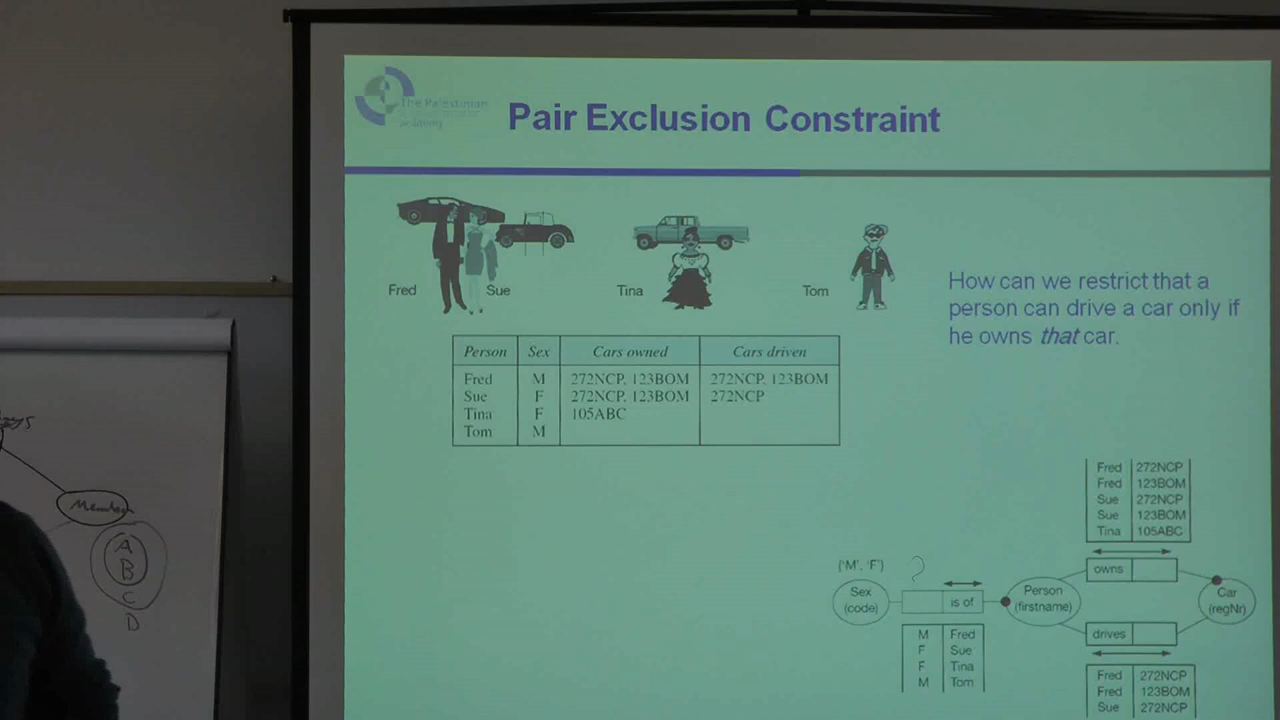 The Palestinian
academy
Pair Exclusion Constraint
Fred
Sue
Tina
Tom
How can we restrict that a
person can drive a car only if
he owns that car.
Person Sex Cars owned Cars driven
Fred M 272NCP, 123BOM 272NCP, 123BOM
Sue F 272NCP, 123BOM 272NCP
Tina F 105ABC
Tom M
Fred 272NCP
Fred 123BOM
Sue 272NCP
Sue 123BOM
Tina 105ABC
{'M', 'F'}
?
Sex
(code)
is of
Person
(firstname)
owns
drives
Car
(regNr)
M Fred
F Sue
F Tina
M Tom
Fred 272NCP
Fred 123BOM
Sue 272NCP
A
B
C
D